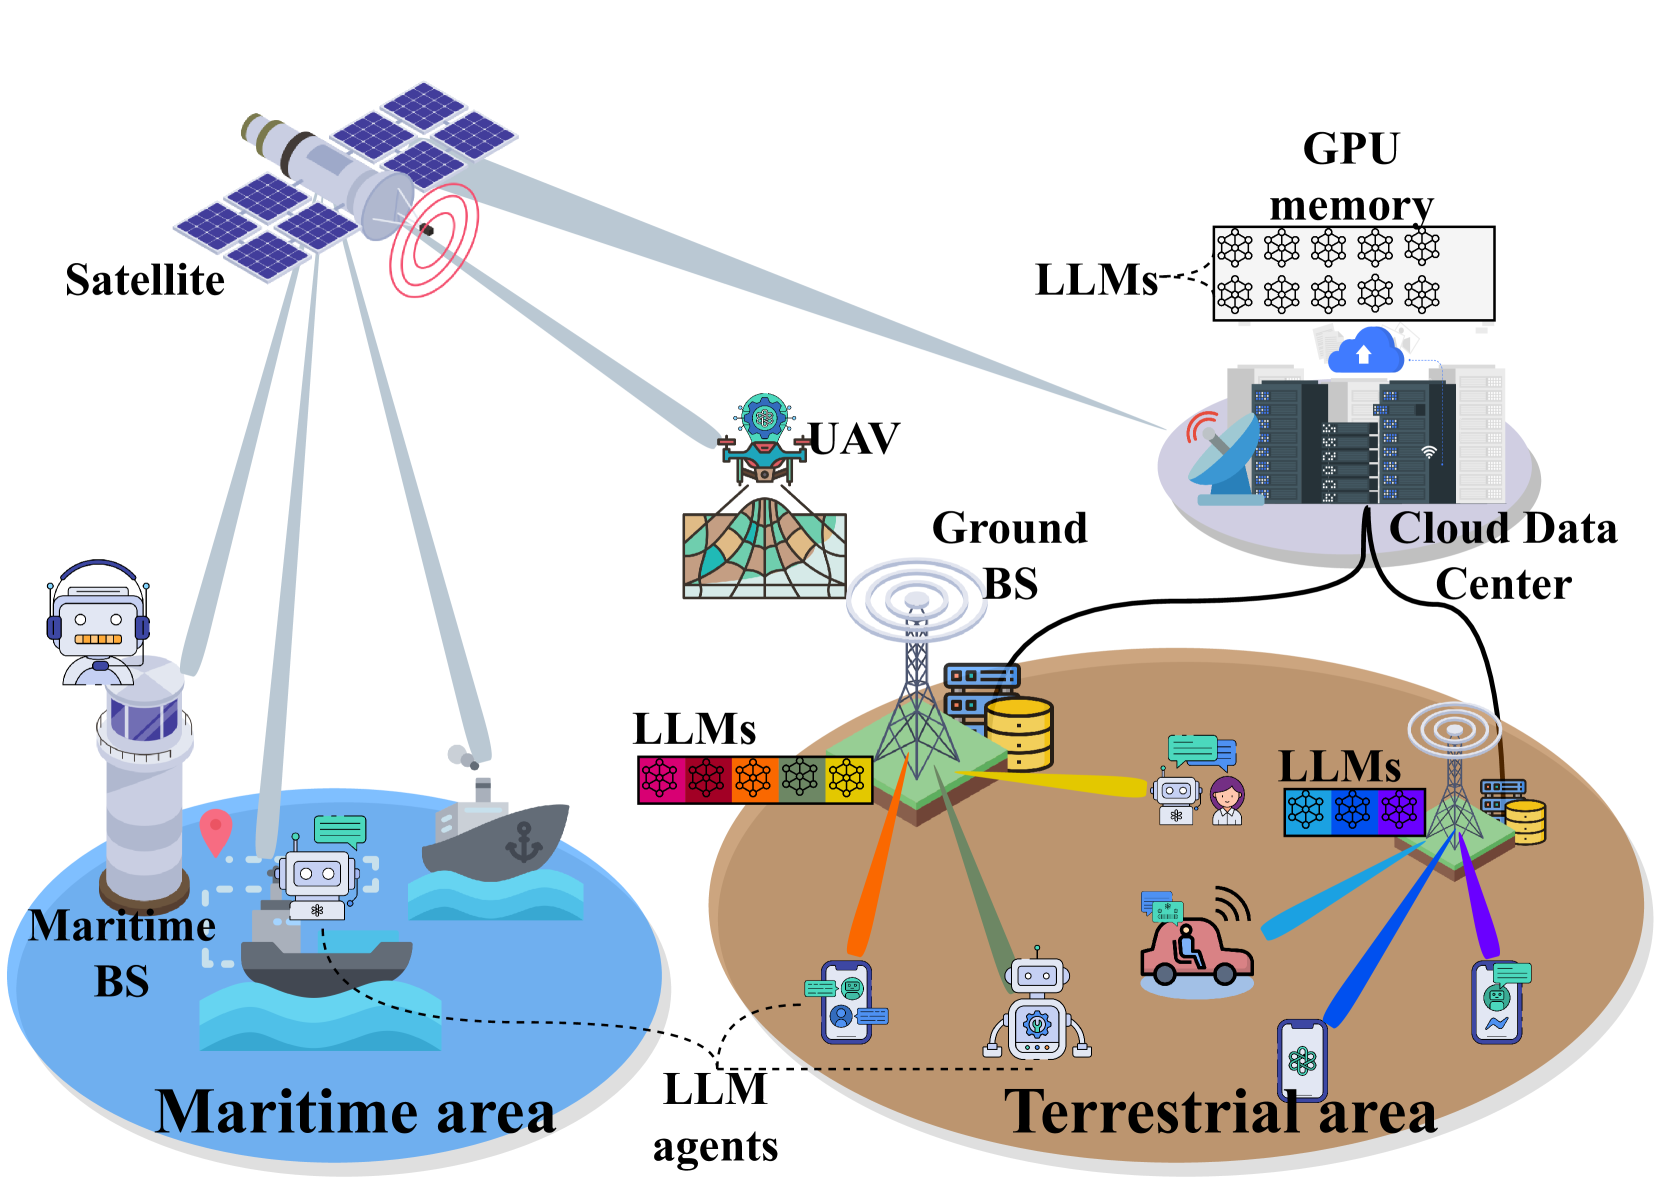 GPU
memory
LLMs
Satellite
UAV
Ground
BS
Cloud Data
Center
LLMs
LLMs
Maritime
BS
LLM
agents
Maritime area
Terrestrial area